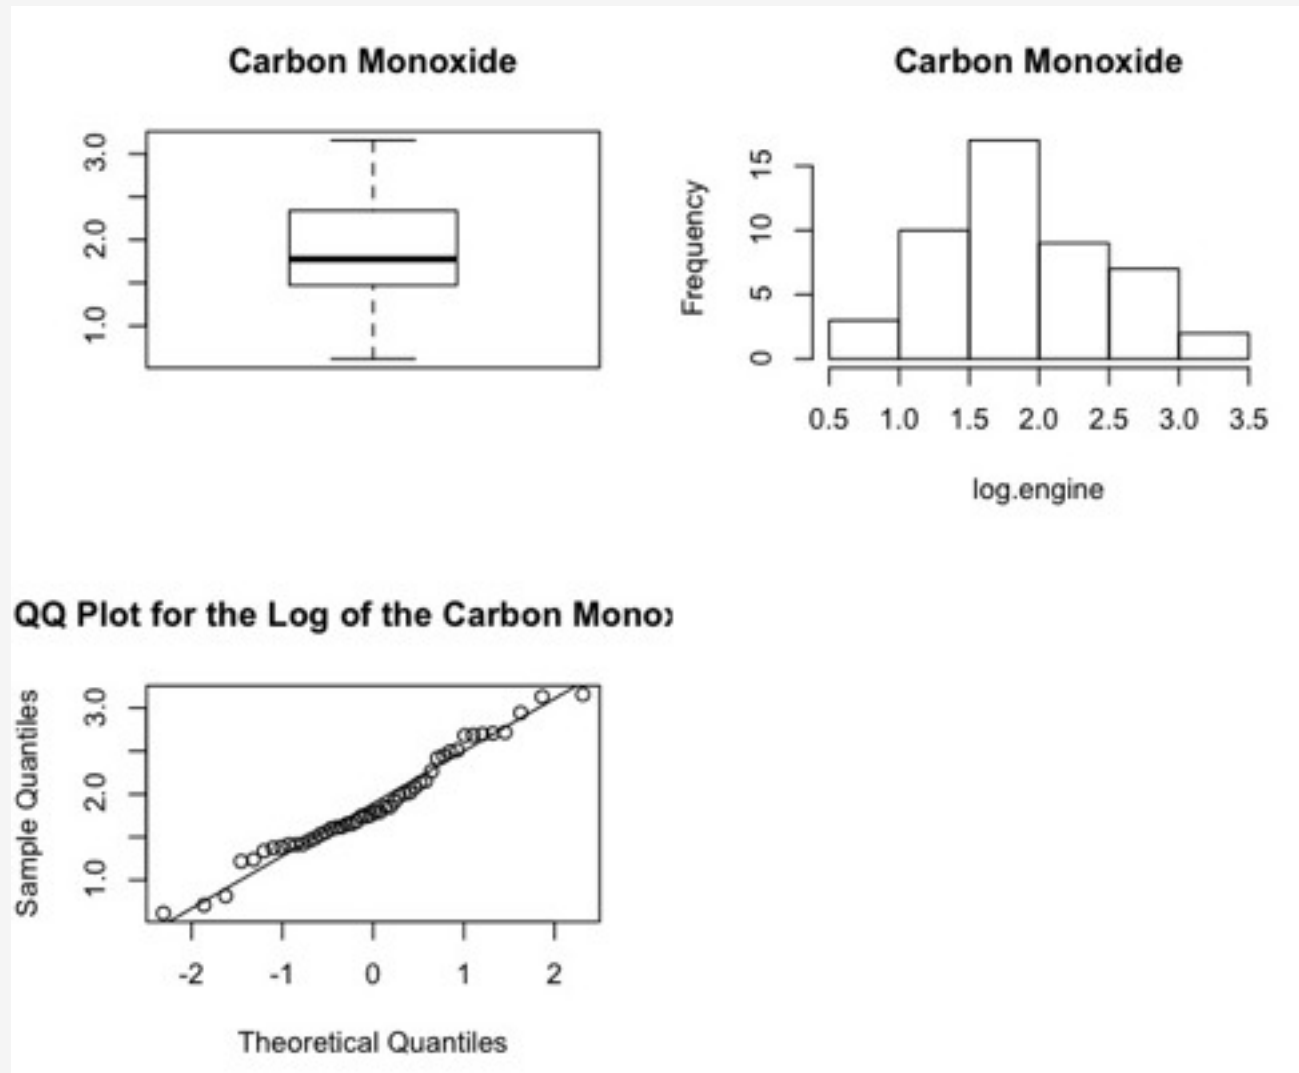 Carbon Monoxide
3.0
2.0
1.0
Carbon Monoxide
Frequency
15
10
5
0
0.5 1.0 1.5 2.0 2.5 3.0 3.5
log.engine
QQ Plot for the Log of the Carbon Monox
Sample Quantiles
3.0
2.0
1.0
-2 -1 0 1 2
Theoretical Quantiles